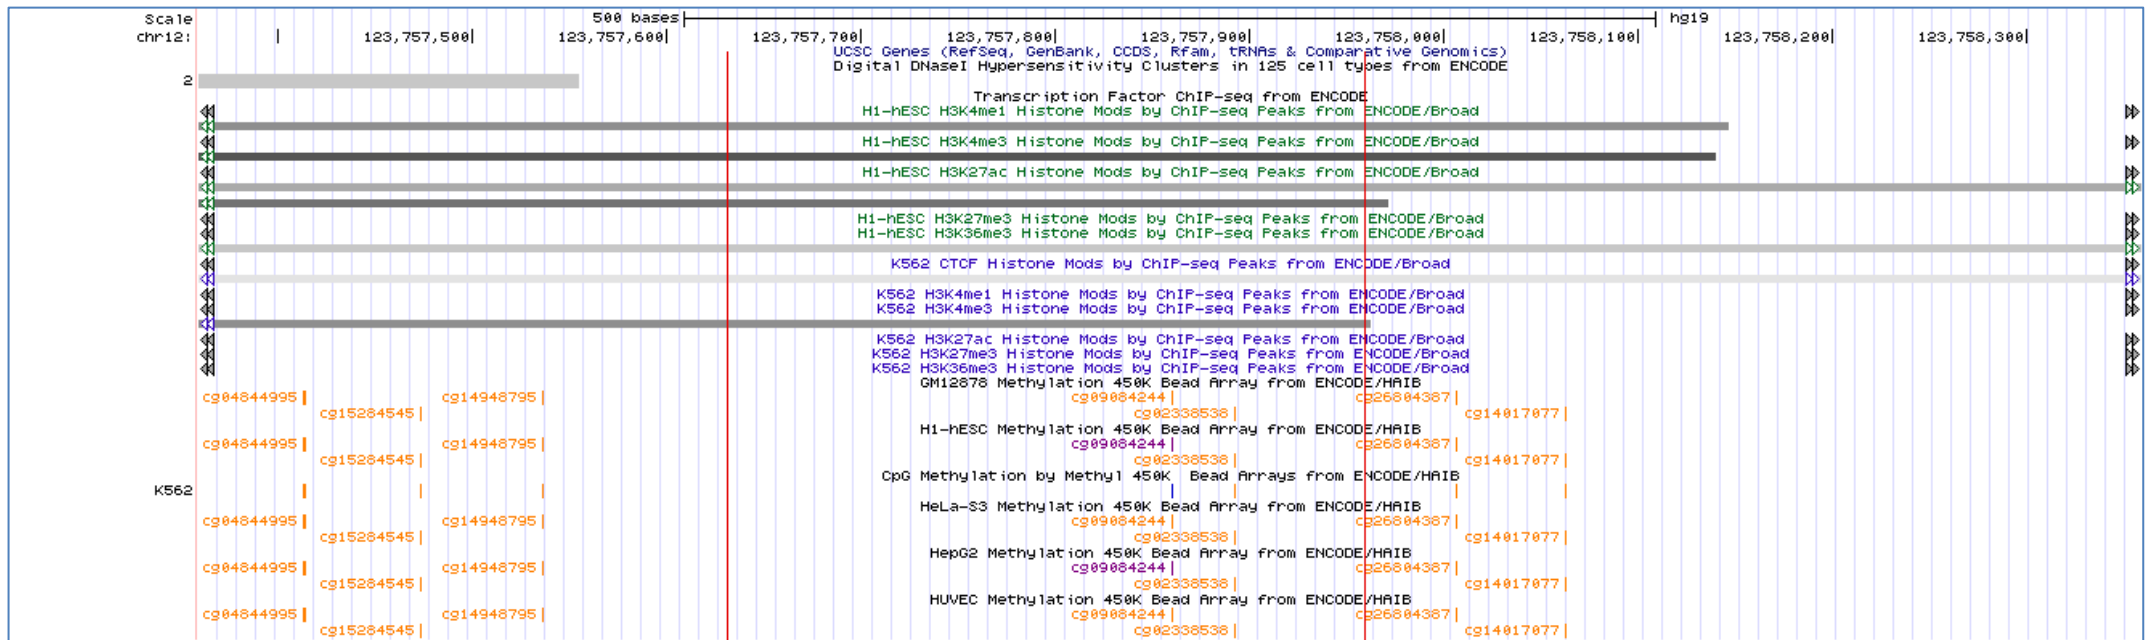 Scale 500 bases hg19
chr12: 123,757,500 123,757,600 123,757,700 123,757,800 123,757,900 123,758,000 123,758,100 123,758,200 123,758,300
UCSC Genes (RefSeq, GenBank, CCDS, Rfam, tRNAs & Comparative Genomics)
Digital DNaseI Hypersensitivity Clusters in 125 cell types from ENCODE
2
Transcription Factor ChIP-seq from ENCODE
H1-hESC H3K4me1 Histone Mods by ChIP-seq Peaks from ENCODE/Broad
H1-hESC H3K4me3 Histone Mods by ChIP-seq Peaks from ENCODE/Broad
H1-hESC H3K27ac Histone Mods by ChIP-seq Peaks from ENCODE/Broad
H1-hESC H3K27me3 Histone Mods by ChIP-seq Peaks from ENCODE/Broad
H1-hESC H3K36me3 Histone Mods by ChIP-seq Peaks from ENCODE/Broad
K562 CTCF Histone Mods by ChIP-seq Peaks from ENCODE/Broad
K562 H3K4me1 Histone Mods by ChIP-seq Peaks from ENCODE/Broad
K562 H3K4me3 Histone Mods by ChIP-seq Peaks from ENCODE/Broad
K562 H3K27ac Histone Mods by ChIP-seq Peaks from ENCODE/Broad
K562 H3K27me3 Histone Mods by ChIP-seq Peaks from ENCODE/Broad
K562 H3K36me3 Histone Mods by ChIP-seq Peaks from ENCODE/Broad
GM12878 Methylation 450K Bead Array from ENCODE/HAIB
cg04844995 cg14948795 cg09084244 cg26804387
cg15284545 cg02338538 cg14017077
H1-hESC Methylation 450K Bead Array from ENCODE/HAIB
cg04844995 cg14948795 cg09084244 cg26804387
cg15284545 cg02338538 cg14017077
CpG Methylation by Methyl 450K Bead Arrays from ENCODE/HAIB
K562
HeLa-S3 Methylation 450K Bead Array from ENCODE/HAIB
cg04844995 cg14948795 cg09084244 cg26804387
cg15284545 cg02338538 cg14017077
HepG2 Methylation 450K Bead Array from ENCODE/HAIB
cg04844995 cg14948795 cg09084244 cg26804387
cg15284545 cg02338538 cg14017077
HUVEC Methylation 450K Bead Array from ENCODE/HAIB
cg04844995 cg14948795 cg09084244 cg26804387
cg15284545 cg02338538 cg14017077